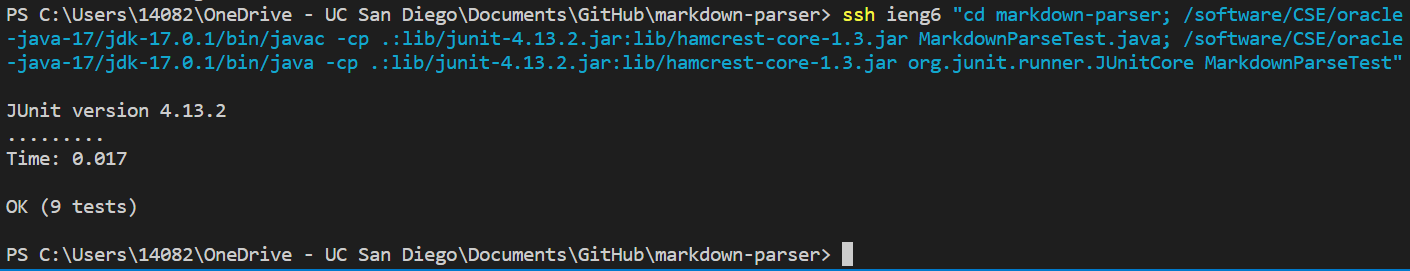 PS C:\Users\14082\OneDrive - UC San Diego\Documents\GitHub\markdown-parser> ssh ieng6 "cd markdown-parser; /software/CSE/oracle
-java-17/jdk-17.0.1/bin/javac -cp .:lib/junit-4.13.2.jar:lib/hamcrest-core-1.3.jar MarkdownParseTest.java; /software/CSE/oracle
-java-17/jdk-17.0.1/bin/java -cp .:lib/junit-4.13.2.jar:lib/hamcrest-core-1.3.jar org.junit.runner.JUnitCore MarkdownParseTest"
JUnit version 4.13.2
.........
Time: 0.017
OK (9 tests)
PS C:\Users\14082\OneDrive - UC San Diego\Documents\GitHub\markdown-parser>